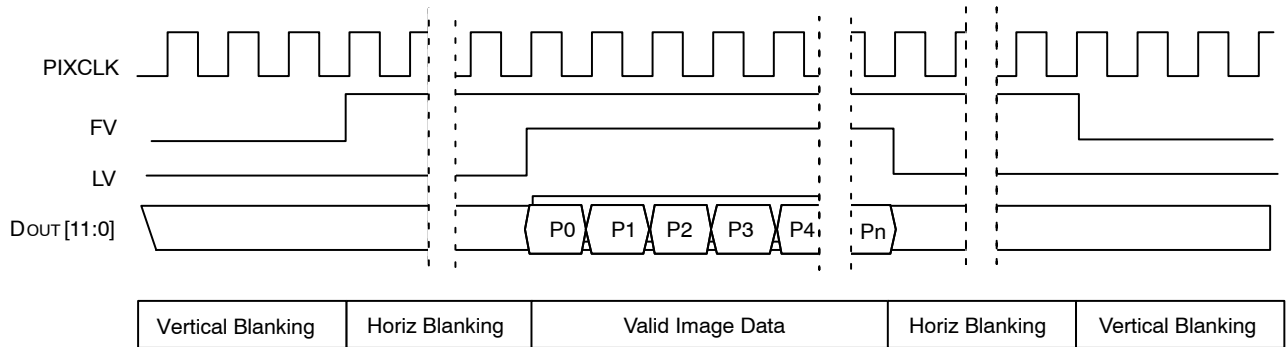 PIXCLK
FV
LV
DOUT [11:0]
P0 P1 P2 P3 P4 Pn
Vertical Blanking Horiz Blanking Valid Image Data Horiz Blanking Vertical Blanking